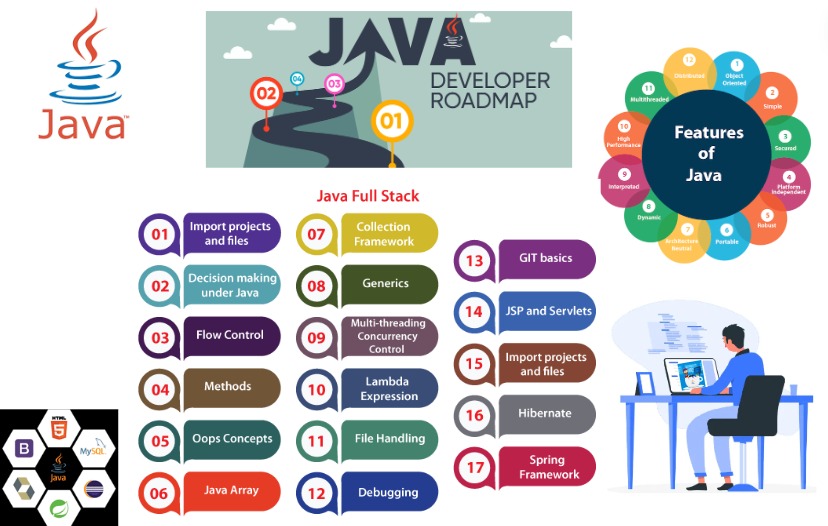 Java™
JAVA
DEVELOPER
ROADMAP
01
02
03
04
Features
of
Java
1
Object
Oriented
2
Simple
3
Secured
4
Platform
Independent
5
Robust
6
Portable
7
Architecture
Neutral
8
Dynamic
9
Interpreted
10
High
Performance
11
Multithreaded
12
Distributed
Java Full Stack
01
Import projects
and files
02
Decision making
under Java
03
Flow Control
04
Methods
05
Oops Concepts
06
Java Array
07
Collection
Framework
08
Generics
09
Multi-threading
Concurrency
Control
10
Lambda
Expression
11
File Handling
12
Debugging
13
GIT basics
14
JSP and Servlets
15
Import projects
and files
16
Hibernate
17
Spring
Framework
HTML
5
B
MySQL
Java